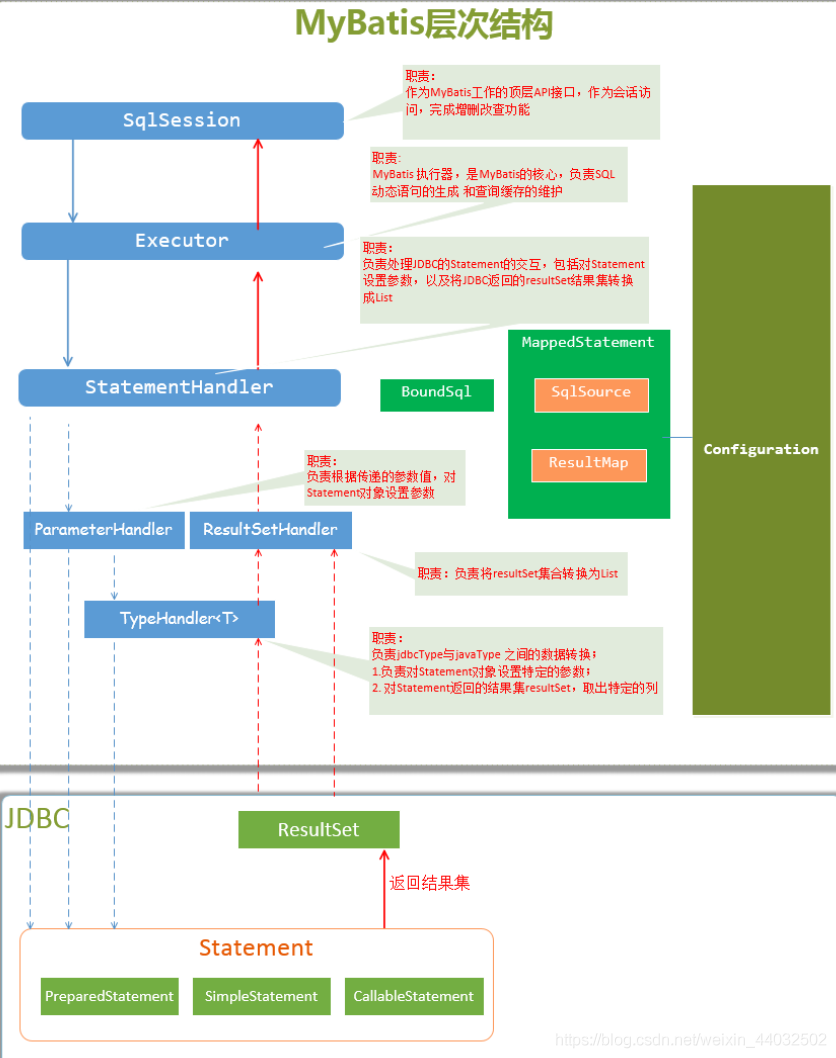 MyBatis层次结构
职责：
作为MyBatis工作的顶层API接口，作为会话访
问，完成增删改查功能
SqlSession
职责:
MyBatis 执行器，是MyBatis的核心，负责SQL
动态语句的生成 和查询缓存的维护
Executor
职责：
负责处理JDBC的Statement的交互，包括对Statement
设置参数，以及将JDBC返回的resultSet结果集转换
成List
MappedStatement
StatementHandler
BoundSql
SqlSource
ResultMap
Configuration
职责：
负责根据传递的参数值，对
Statement对象设置参数
ParameterHandler
ResultSetHandler
职责：负责将resultSet集合转换为List
TypeHandler<T>
职责：
负责jdbcType与javaType 之间的数据转换；
1.负责对Statement对象设置特定的参数；
2. 对Statement返回的结果集resultSet，取出特定的列
JDBC
ResultSet
返回结果集
Statement
PreparedStatement
SimpleStatement
CallableStatement
https://blog.csdn.net/weixin_44032502